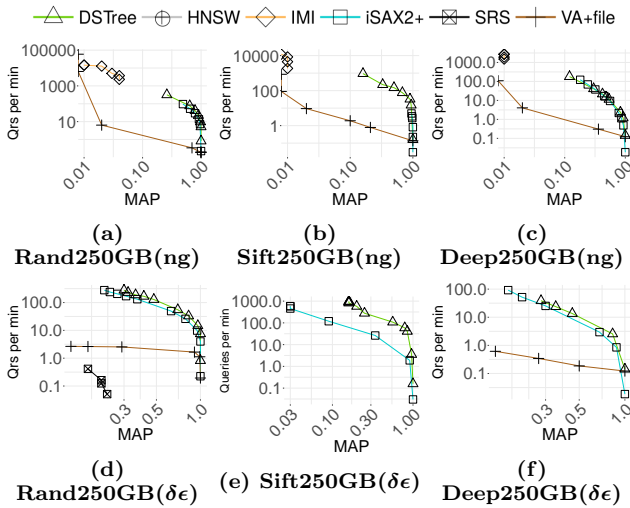 DSTree HNSW IMI iSAX2+ SRS VA+file
Qrs per min
100000
1000
10
0.01
0.10
1.00
MAP
(a)
Rand250GB(ng)
Qrs per min
10000
100
1
0.01
0.10
1.00
MAP
(b)
Sift250GB(ng)
Qrs per min
1000.0
100.0
10.0
1.0
0.1
0.01
0.10
1.00
MAP
(c)
Deep250GB(ng)
Qrs per min
100.0
10.0
1.0
0.1
0.3
0.5
1.0
MAP
(d)
Rand250GB(δϵ)
Queries per min
1000.0
100.0
10.0
1.0
0.1
0.03
0.10
0.30
1.00
MAP
(e) Sift250GB(δϵ)
Qrs per min
100.0
10.0
1.0
0.1
0.3
0.5
1.0
MAP
(f)
Deep250GB(δϵ)